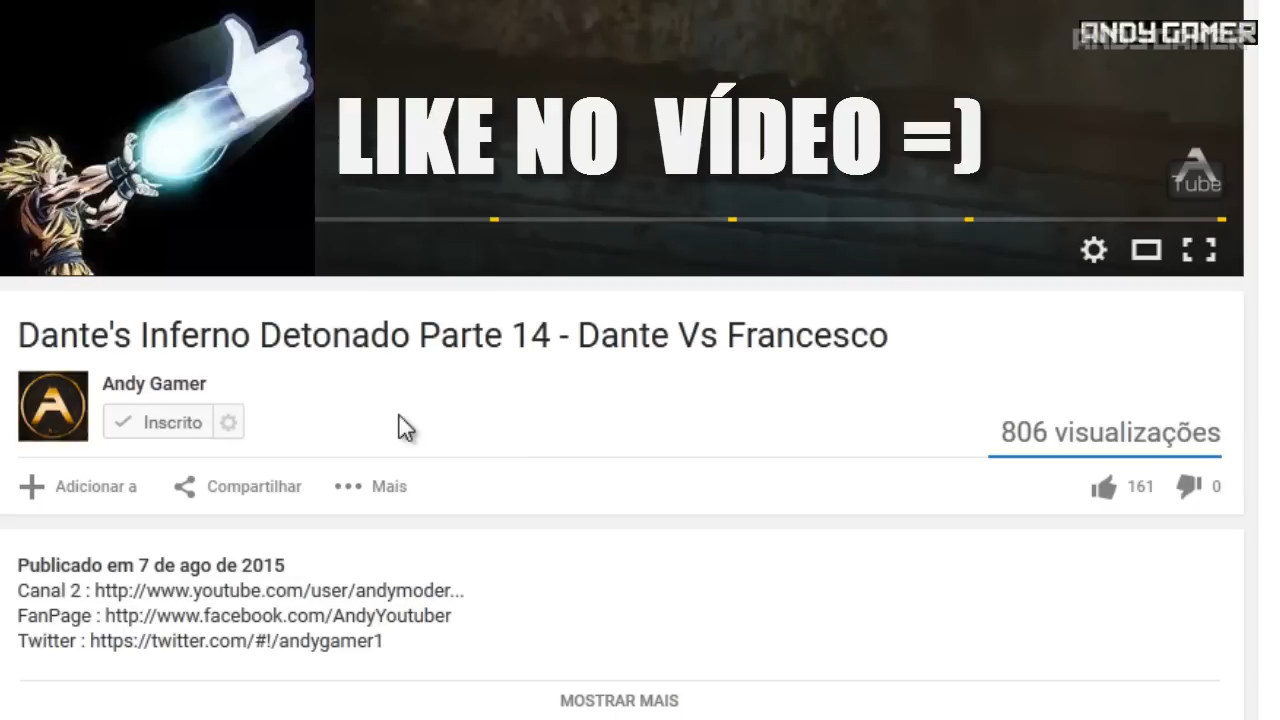 ANDY GAMER
LIKE NO VÍDEO =)
A
Tube
Dante's Inferno Detonado Parte 14 - Dante Vs Francesco
Andy Gamer
Inscrito
806 visualizações
Adicionar a
Compartilhar
Mais
161
0
Publicado em 7 de ago de 2015
Canal 2 : http://www.youtube.com/user/andymoder...
FanPage : http://www.facebook.com/AndyYoutuber
Twitter : https://twitter.com/#!/andygamer1
MOSTRAR MAIS